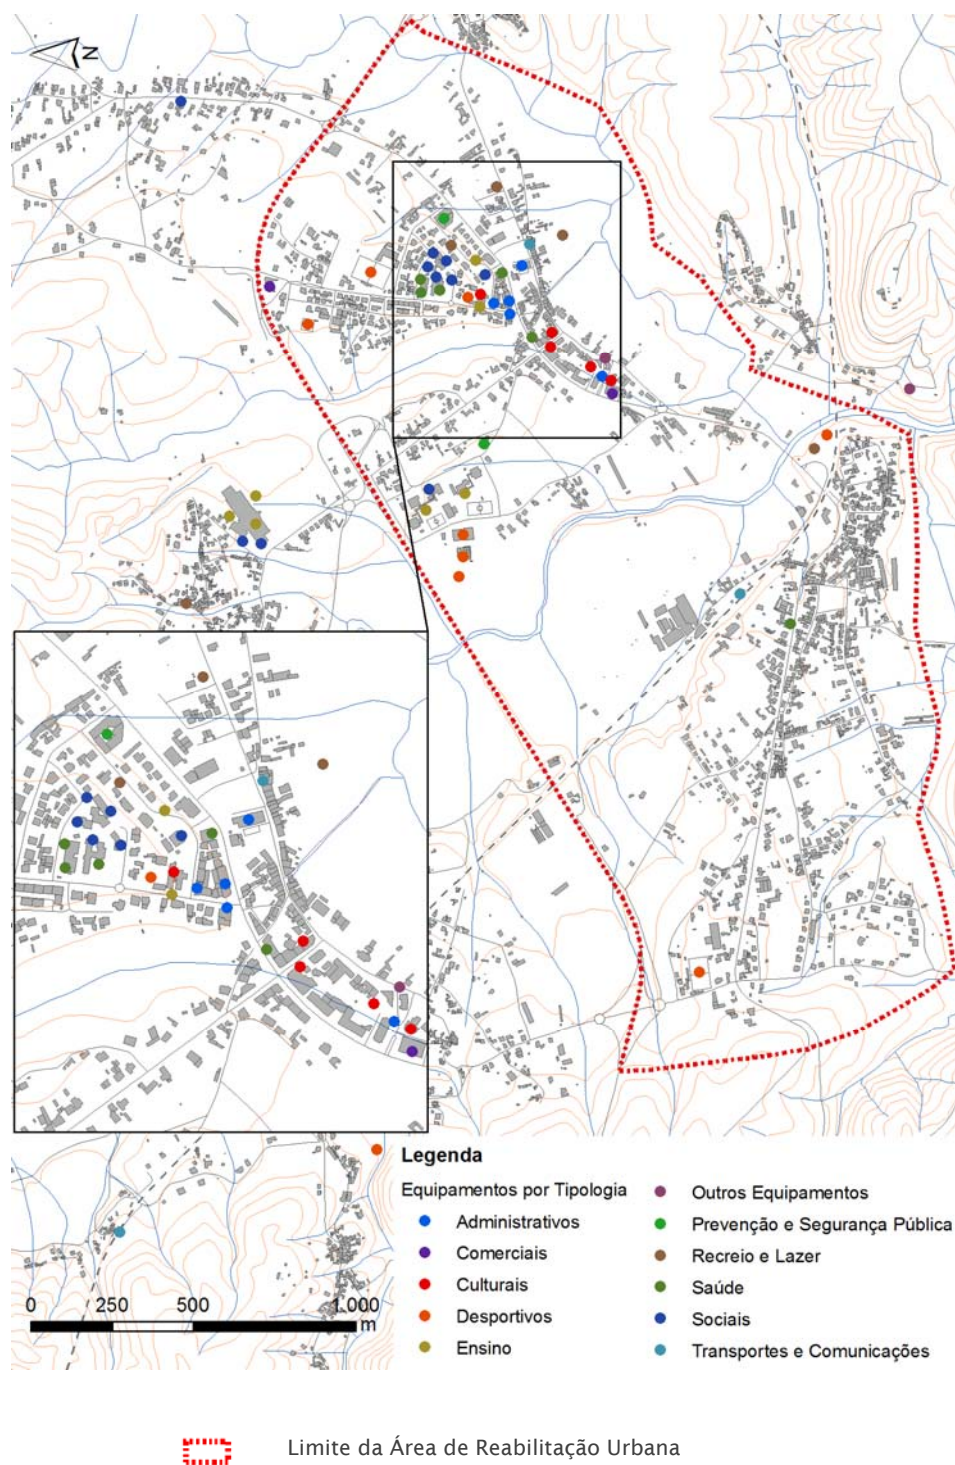 N
Legenda
Equipamentos por Tipologia
Administrativos
Comerciais
Culturais
Desportivos
Ensino
Outros Equipamentos
Prevenção e Segurança Pública
Recreio e Lazer
Saúde
Sociais
Transportes e Comunicações
0 250 500 1.000
m
Limite da Área de Reabilitação Urbana